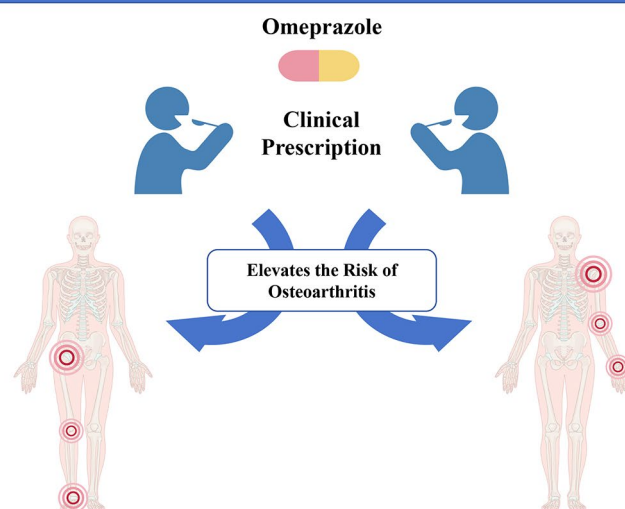 Omeprazole
Clinical
Prescription
Elevates the Risk of
Osteoarthritis